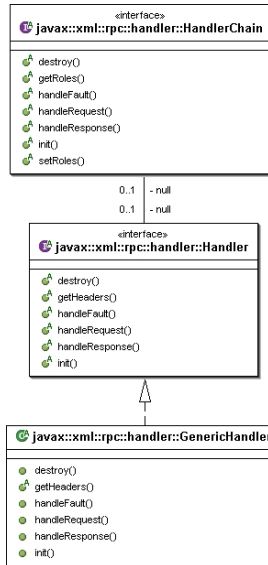 «interface»
javax::xml::rpc::handler::HandlerChain
destroy()
getRoles()
handleFault()
handleRequest()
handleResponse()
init()
setRoles()
0..1 - null
0..1 - null
«interface»
javax::xml::rpc::handler::Handler
destroy()
getHeaders()
handleFault()
handleRequest()
handleResponse()
init()
javax::xml::rpc::handler::GenericHandler
destroy()
getHeaders()
handleFault()
handleRequest()
handleResponse()
init()